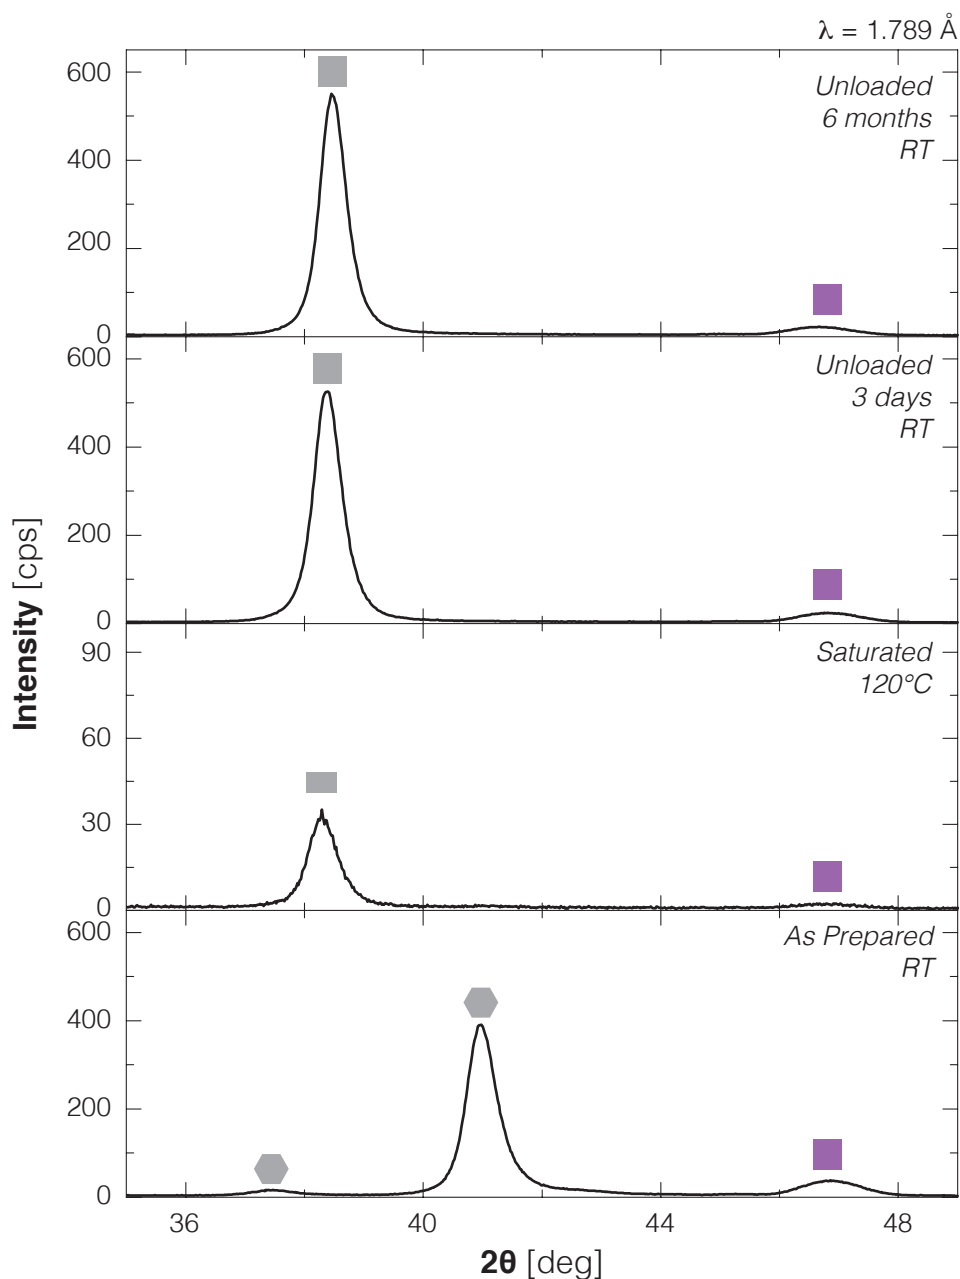 λ = 1.789 Å
600
400
200
0
Unloaded
6 months
RT
600
400
200
0
Unloaded
3 days
RT
90
60
30
0
Saturated
120°C
600
400
200
0
As Prepared
RT
36
40
44
48
Intensity [cps]
2θ [deg]